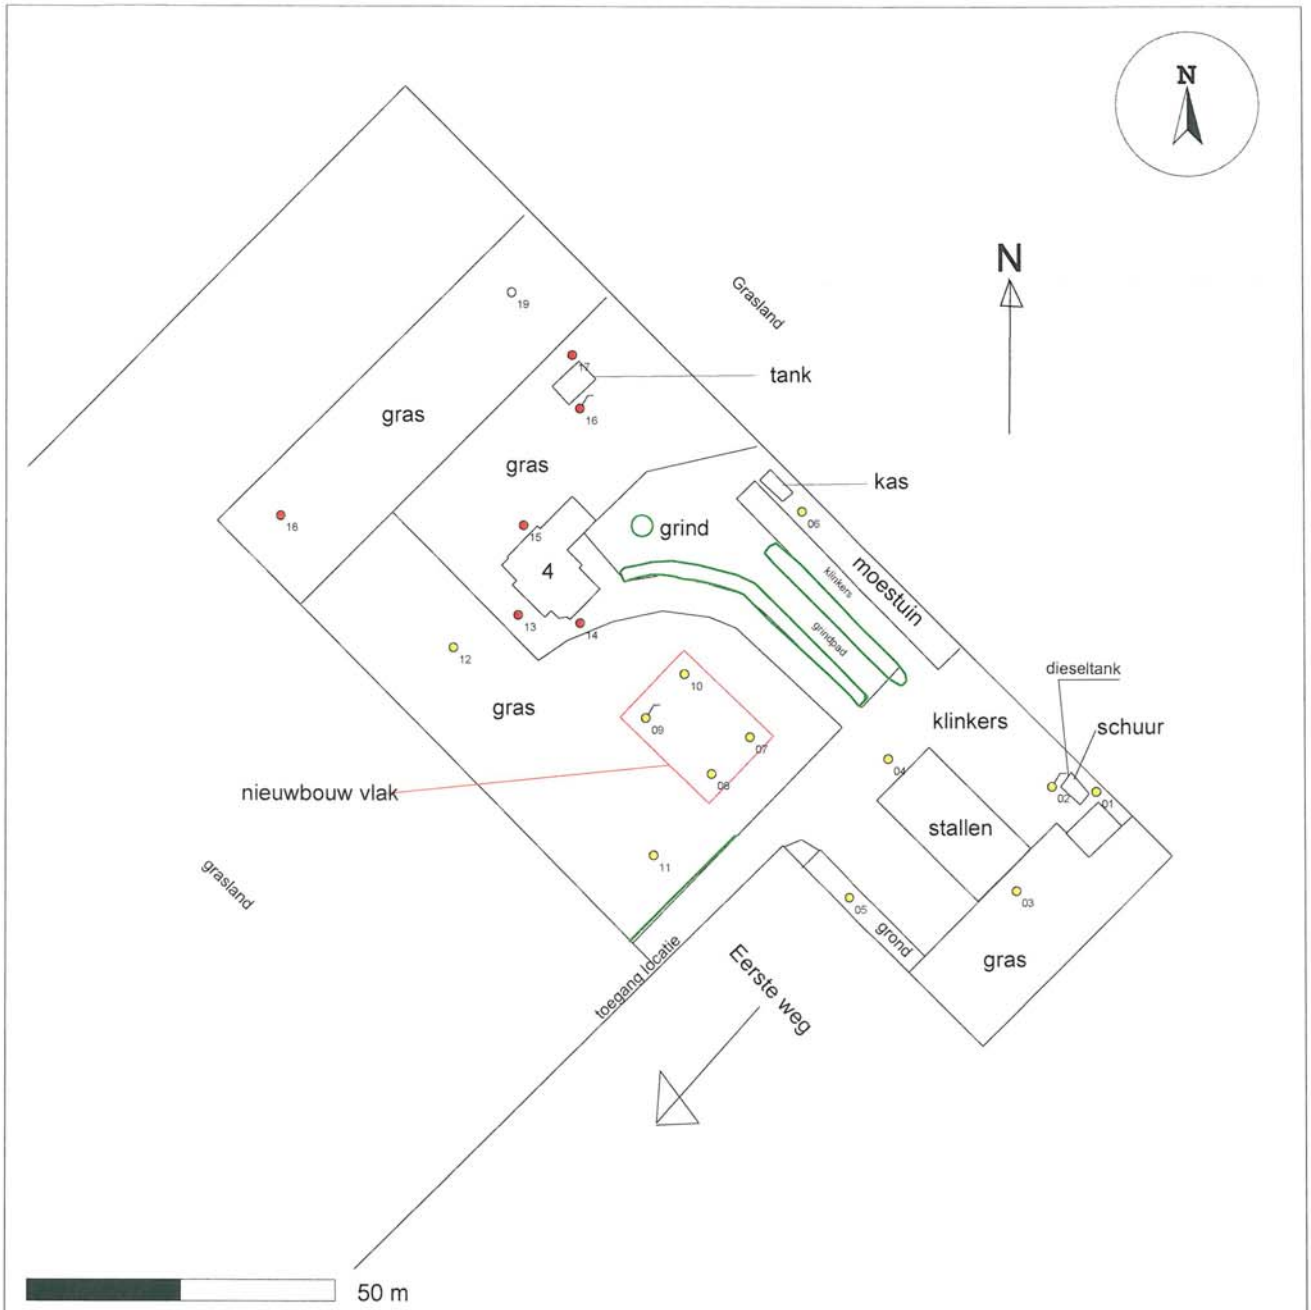 N
N
Grasland
19
17
tank
gras
16
gras
kas
06
18
15
grind
4
klinkers
moestuin
grindpad
13
14
12
dieseltank
10
gras
klinkers
schuur
09
07
04
nieuwbouw vlak
08
02
01
stallen
11
grasland
03
05
grond
gras
toegang locatie
Eerste weg
50 m